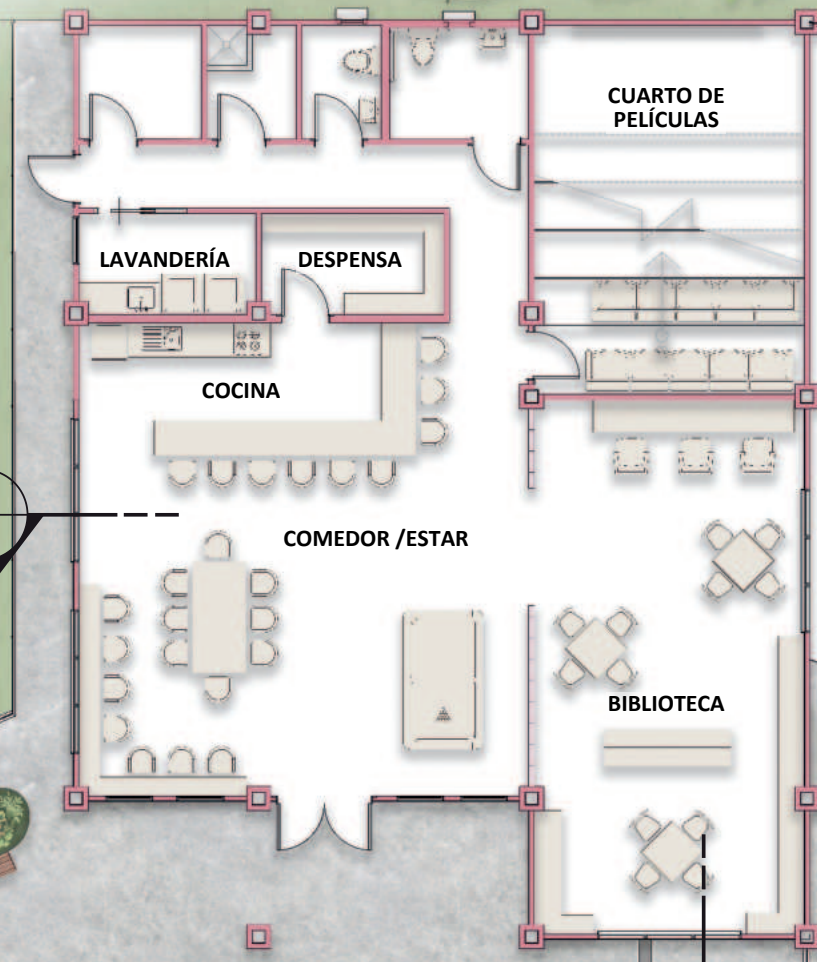 CUARTO DE
PELÍCULAS
LAVANDERÍA
DESPENSA
COCINA
COMEDOR /ESTAR
BIBLIOTECA